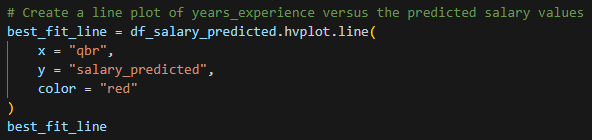 # Create a line plot of years_experience versus the predicted salary values
best_fit_line = df_salary_predicted.hvplot.line(
    x = "qbr",
    y = "salary_predicted",
    color = "red"
)
best_fit_line